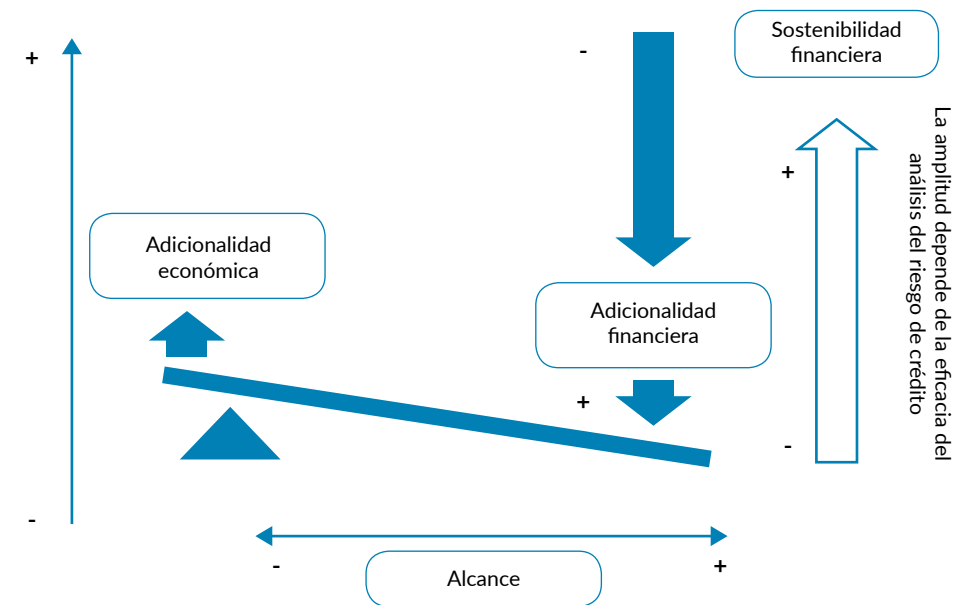 +
-
Sostenibilidad
financiera
+
La amplitud depende de la eficacia del
análisis del riesgo de crédito
Adicionalidad
económica
Adicionalidad
financiera
+
-
-
-
+
Alcance